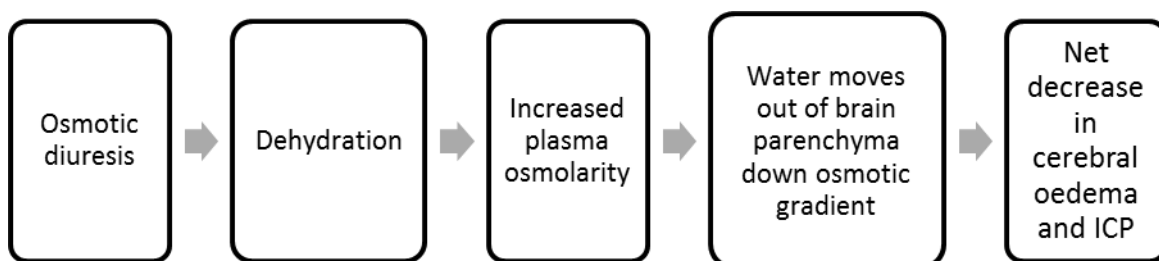 Osmotic
diuresis
Dehydration
Increased
plasma
osmolarity
Water moves
out of brain
parenchyma
down osmotic
gradient
Net
decrease
in
cerebral
oedema
and ICP